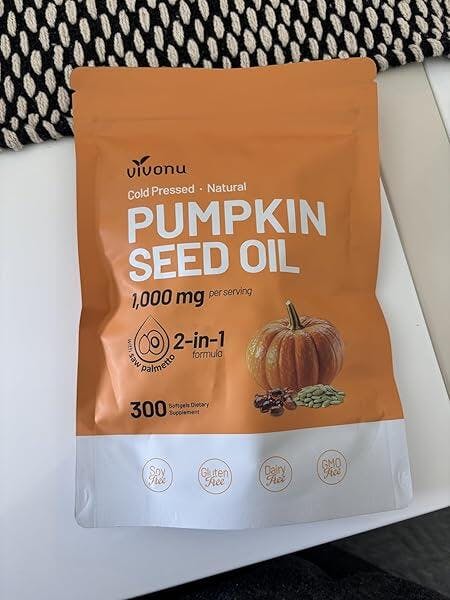 vivonu
Cold Pressed · Natural
PUMPKIN
SEED OIL
1,000 mg per serving
with saw palmetto
2-in-1
formula
300 Softgels Dietary
Supplement
Soy Free
Gluten Free
Dairy Free
GMO Free